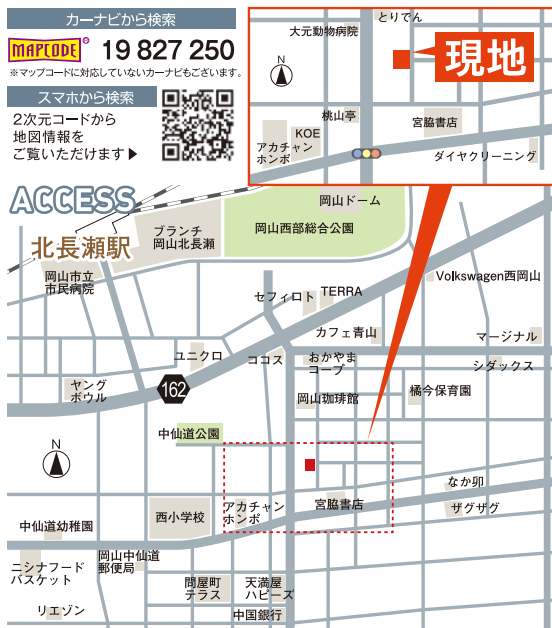 カーナビから検索
MAPCODE® 19 827 250
※マップコードに対応していないカーナビもございます。
スマホから検索
2次元コードから
地図情報を
ご覧いただけます▶
とりでん
大元動物病院
現地
N
桃山亭
宮脇書店
KOE
アカチャン
ホンポ
ダイヤクリーニング
ACCESS
北長瀬駅
岡山市立
市民病院
ブランチ
岡山北長瀬
岡山ドーム
岡山西部総合公園
Volkswagen西岡山
セフィロト
TERRA
カフェ青山
マージナル
ユニクロ
ココス
おかやま
コープ
シダックス
ヤング
ボウル
162
岡山珈琲館
橘今保育園
中仙道公園
N
なか卯
ザグザグ
西小学校
アカチャン
ホンポ
宮脇書店
中仙道幼稚園
岡山中仙道
郵便局
ニシナフード
バスケット
問屋町
テラス
天満屋
ハピーズ
リエゾン
中国銀行